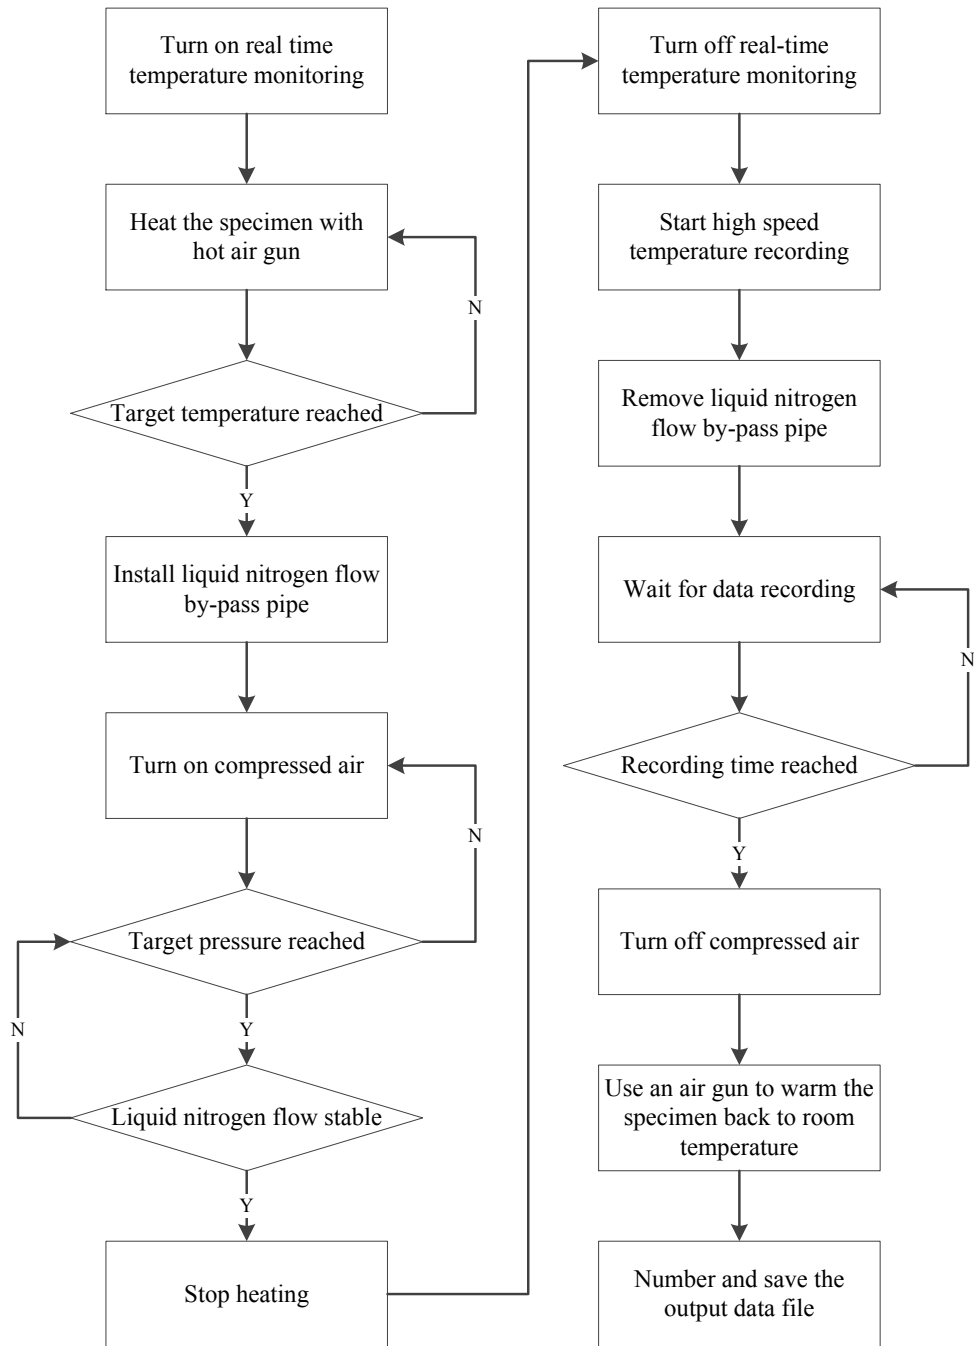 Turn on real time
temperature monitoring
Heat the specimen with
hot air gun
N
Target temperature reached
Y
Install liquid nitrogen flow
by-pass pipe
Turn on compressed air
N
Target pressure reached
N
Y
Liquid nitrogen flow stable
Y
Stop heating
Turn off real-time
temperature monitoring
Start high speed
temperature recording
Remove liquid nitrogen
flow by-pass pipe
Wait for data recording
N
Recording time reached
Y
Turn off compressed air
Use an air gun to warm the
specimen back to room
temperature
Number and save the
output data file